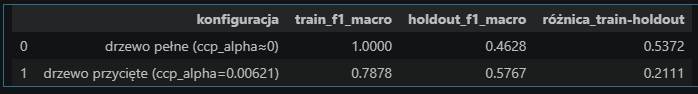 konfiguracja train_f1_macro holdout_f1_macro różnica_train-holdout
0 drzewo pełne (ccp_alpha≈0) 1.0000 0.4628 0.5372
1 drzewo przycięte (ccp_alpha=0.00621) 0.7878 0.5767 0.2111